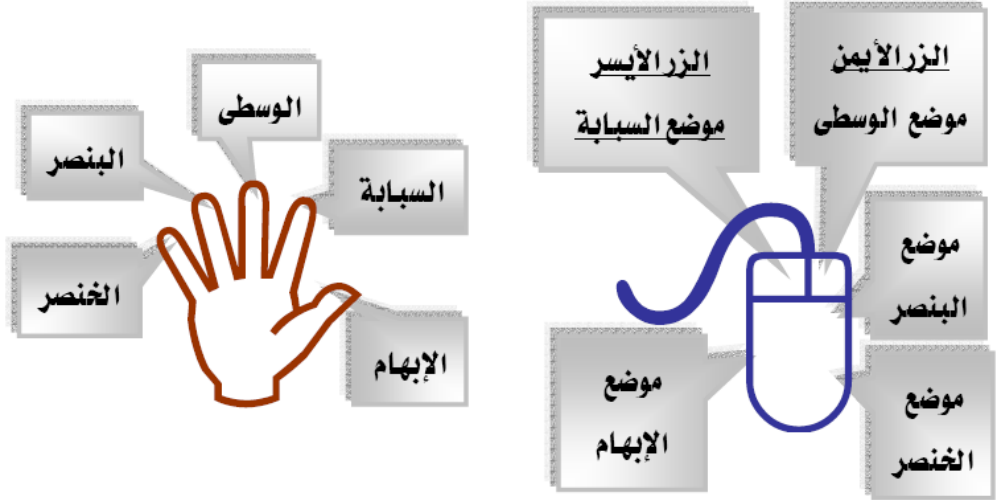 الزر الأيمن
موضع الوسطى
الزر الأيسر
موضع السبابة
موضع
البنصر
موضع
الخنصر
موضع
الإبهام
الوسطى
السبابة
البنصر
الخنصر
الإبهام